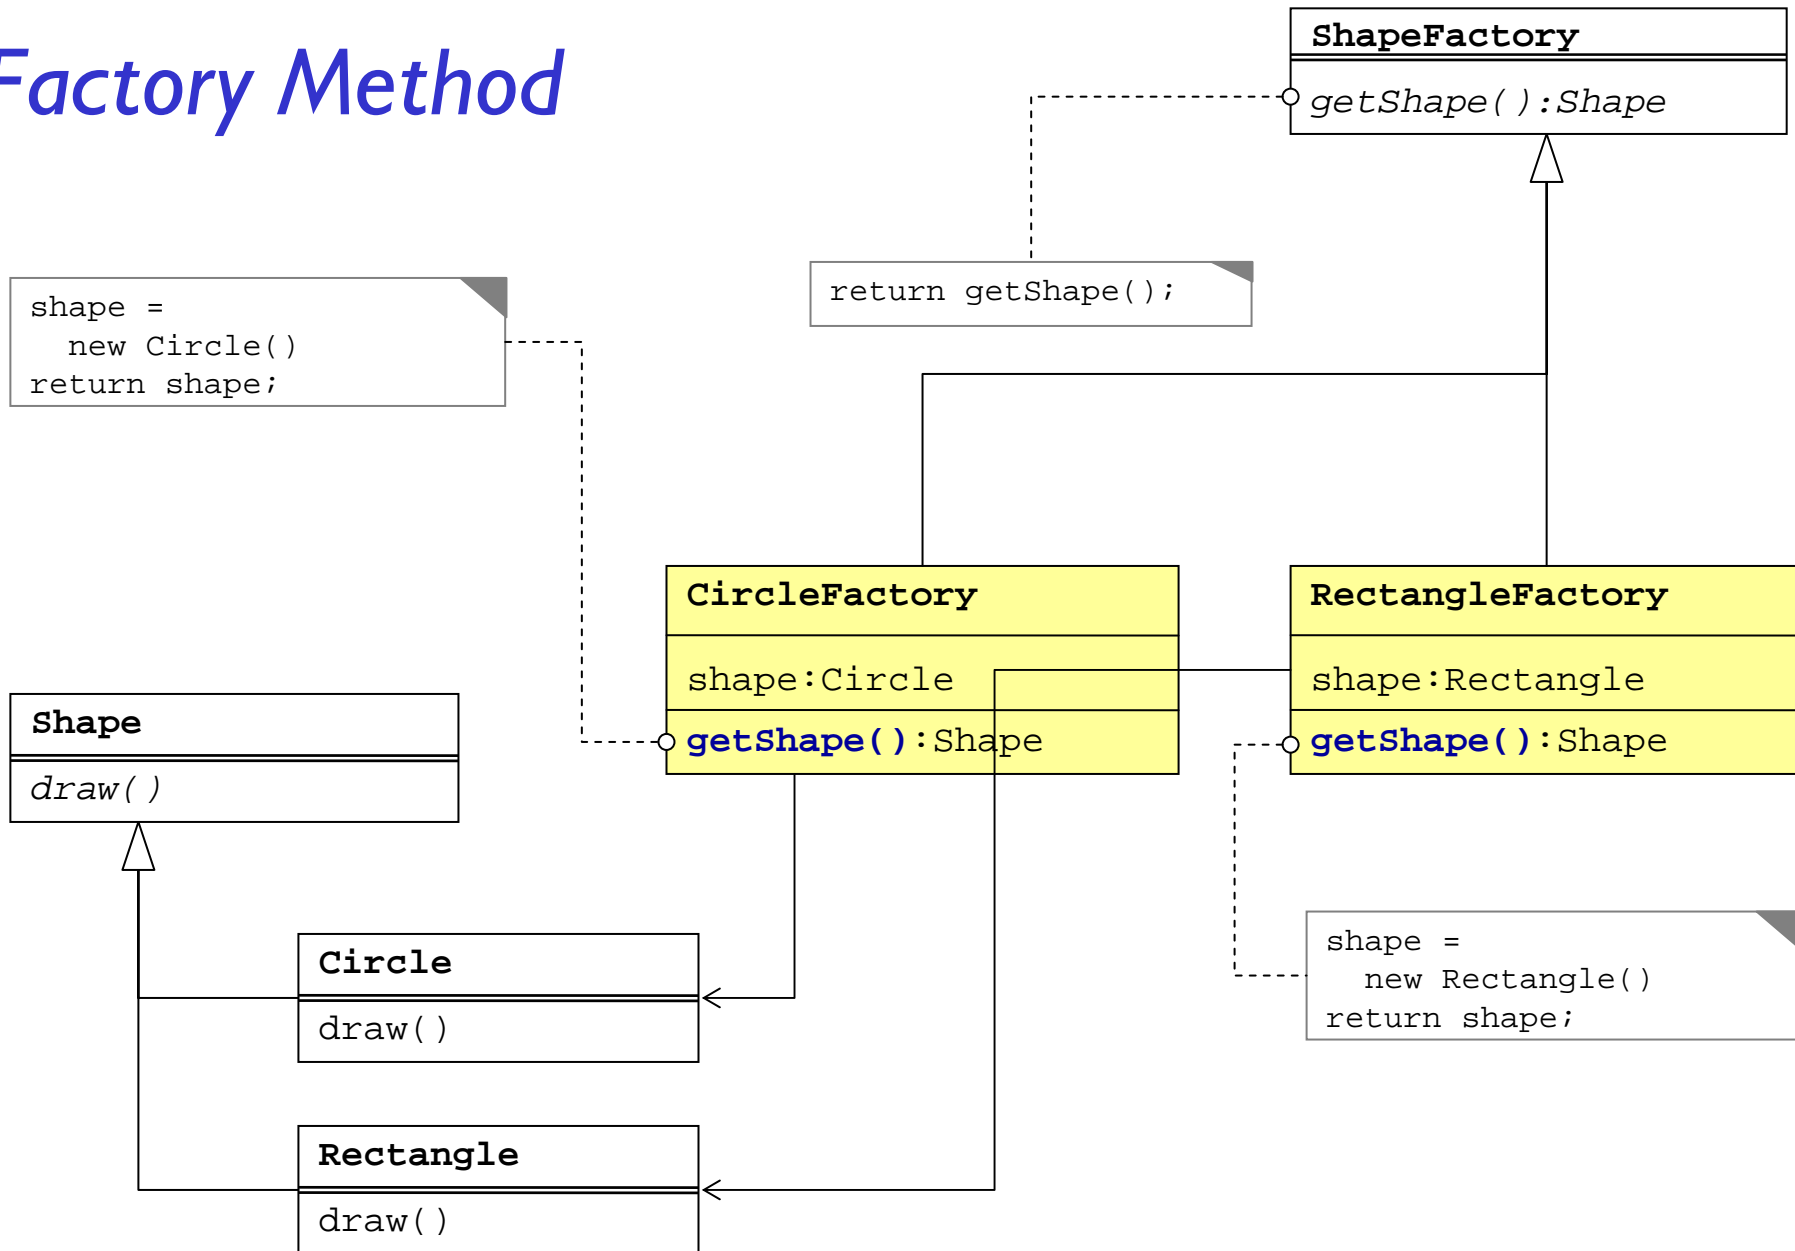 Factory Method
ShapeFactory
getShape():Shape
return getShape();
shape =
new Circle()
return shape;
CircleFactory
shape:Circle
getShape():Shape
RectangleFactory
shape:Rectangle
getShape():Shape
Shape
draw()
Circle
draw()
shape =
new Rectangle()
return shape;
Rectangle
draw()